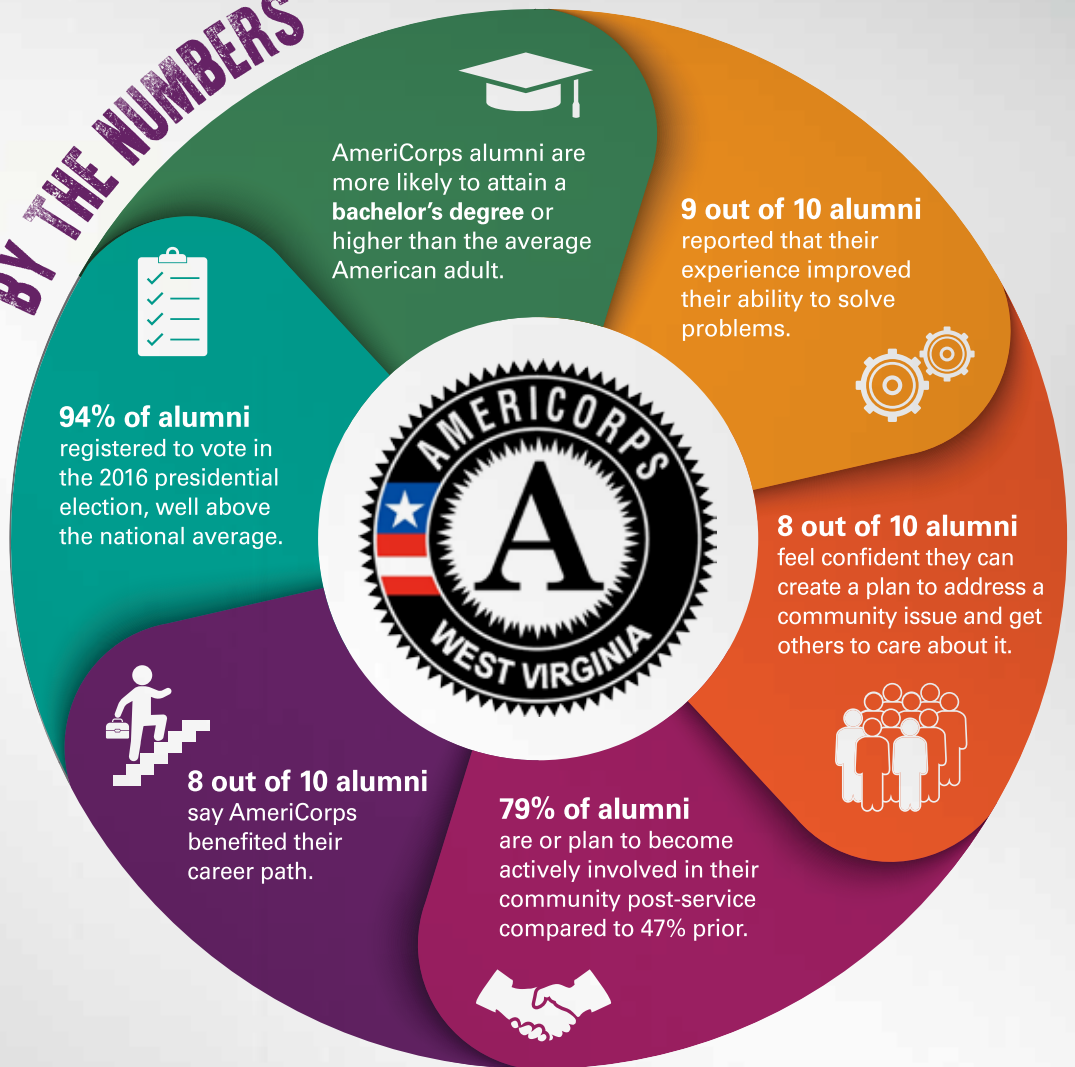 BY THE NUMBERS
AmeriCorps alumni are
more likely to attain a
bachelor's degree or
higher than the average
American adult.
9 out of 10 alumni
reported that their
experience improved
their ability to solve
problems.
8 out of 10 alumni
feel confident they can
create a plan to address a
community issue and get
others to care about it.
79% of alumni
are or plan to become
actively involved in their
community post-service
compared to 47% prior.
8 out of 10 alumni
say AmeriCorps
benefited their
career path.
94% of alumni
registered to vote in
the 2016 presidential
election, well above
the national average.
AMERICORPS
A
WEST VIRGINIA